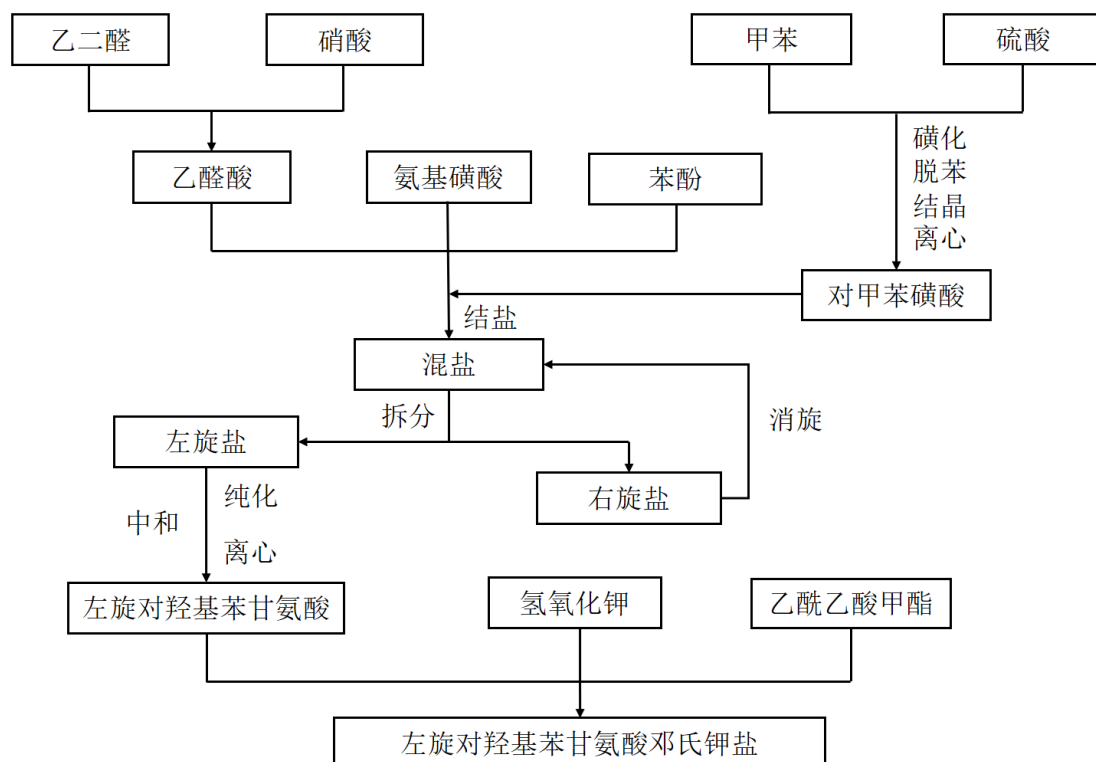 乙二醛
硝酸
甲苯
硫酸
磺化
脱苯
结晶
离心
乙醛酸
氨基磺酸
苯酚
对甲苯磺酸
结盐
混盐
拆分
消旋
左旋盐
右旋盐
纯化
中和
离心
左旋对羟基苯甘氨酸
氢氧化钾
乙酰乙酸甲酯
左旋对羟基苯甘氨酸邓氏钾盐